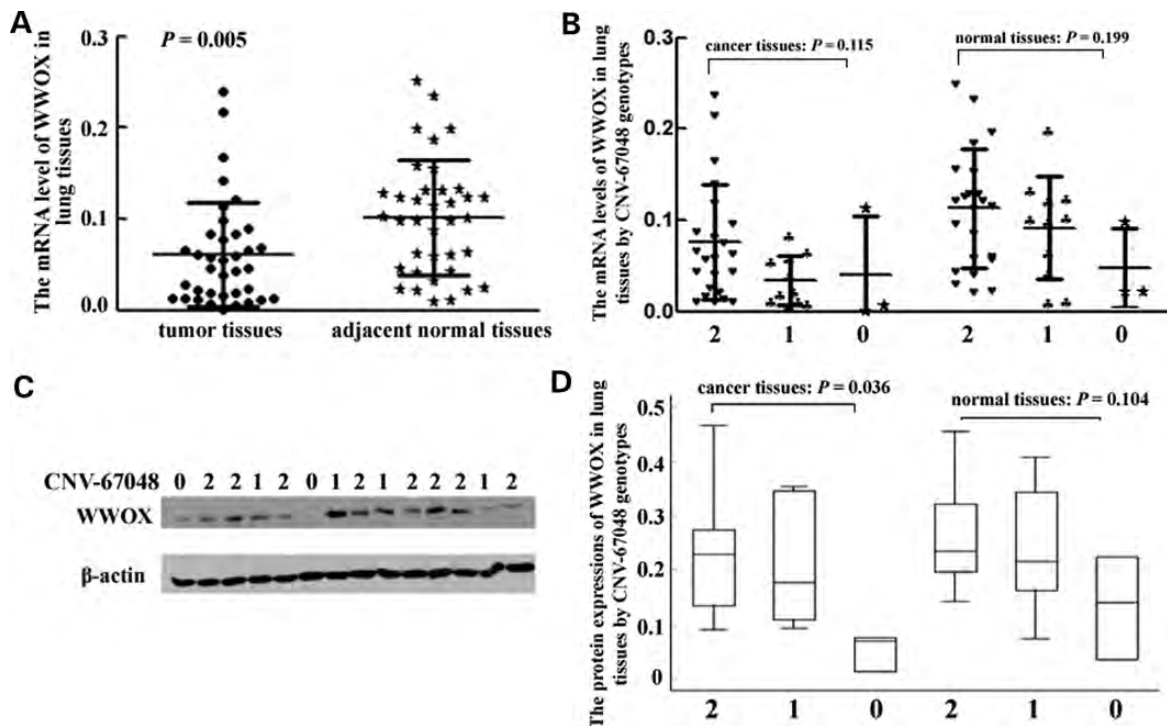 A
The mRNA level of WWOX in
lung tissues
P = 0.005
0.3
0.2
0.1
0.0
tumor tissues
adjacent normal tissues
B
The mRNA levels of WWOX in lung
tissues by CNV-67048 genotypes
cancer tissues: P = 0.115
normal tissues: P = 0.199
0.3
0.2
0.1
0
2 1 0 2 1 0
C
CNV-67048 0 2 2 1 2 0 1 2 1 2 2 2 1 2
WWOX
β-actin
D
The protein expressions of WWOX in lung
tissues by CNV-67048 genotypes
cancer tissues: P = 0.036
normal tissues: P = 0.104
0.5
0.4
0.3
0.2
0.1
0
2 1 0 2 1 0